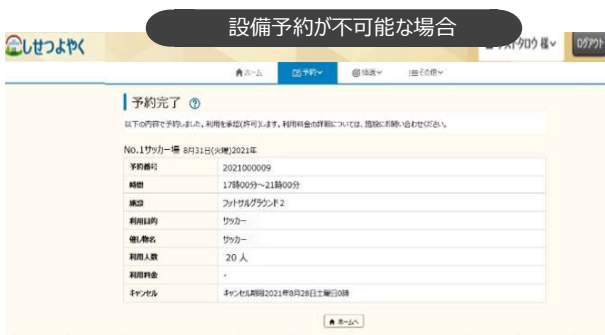 設備予約が不可能な場合
しせつよやく
ログアウト
ホーム 予約 抽選 その他
予約完了 ?
以下の内容で予約しました。利用を承認(許可)します。利用料金の詳細については、施設にお問い合わせください。
No.1サッカー場 8月31日(火曜)2021年
予約番号 2021000009
時間 17時00分～21時00分
施設 フットサルグラウンド2
利用目的 サッカー
催し物名 サッカー
利用人数 20 人
利用料金 -
キャンセル キャンセル期限2021年8月28日土曜日0時
ホームへ